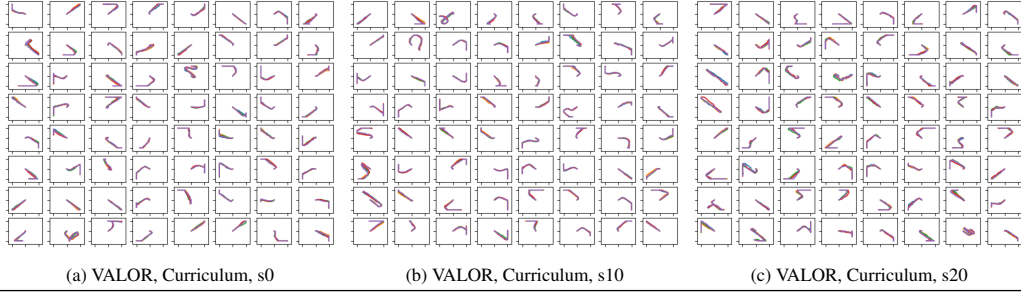 (a) VALOR, Curriculum, s0
(b) VALOR, Curriculum, s10
(c) VALOR, Curriculum, s20